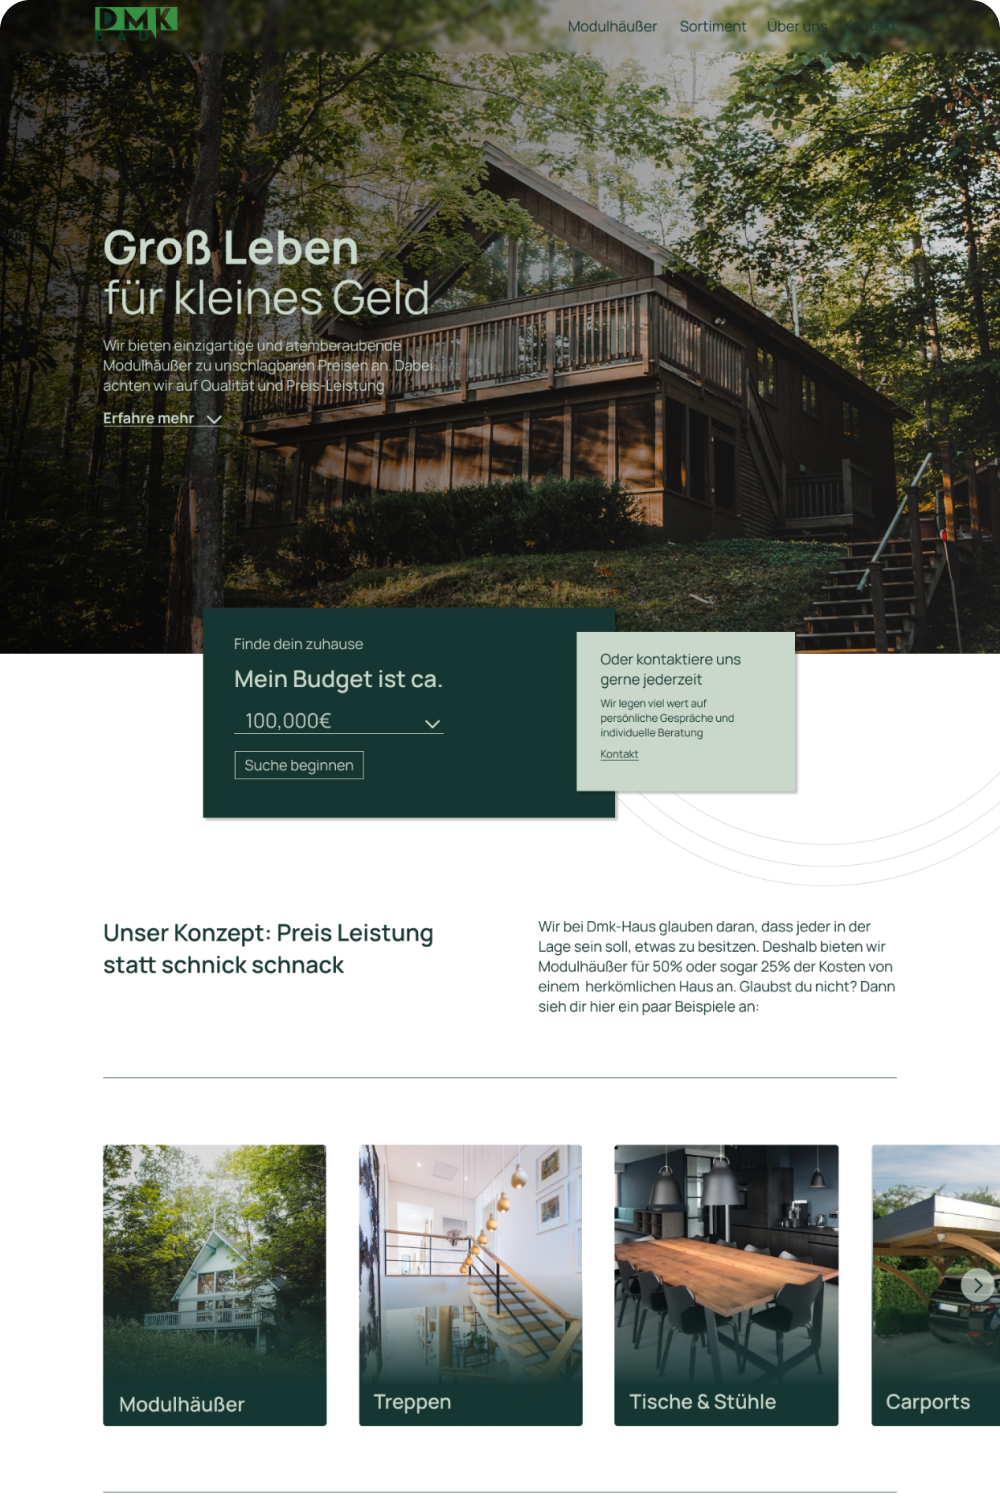 DMK
BAU
Modulhäußer Sortiment Über uns Kontakt
Groß Leben
für kleines Geld
Wir bieten einzigartige und atemberaubende
Modulhäußer zu unschlagbaren Preisen an. Dabei
achten wir auf Qualität und Preis-Leistung
Erfahre mehr
Finde dein zuhause
Mein Budget ist ca.
100,000€
Suche beginnen
Oder kontaktiere uns
gerne jederzeit
Wir legen viel wert auf
persönliche Gespräche und
individuelle Beratung
Kontakt
Unser Konzept: Preis Leistung
statt schnick schnack
Wir bei Dmk-Haus glauben daran, dass jeder in der
Lage sein soll, etwas zu besitzen. Deshalb bieten wir
Modulhäußer für 50% oder sogar 25% der Kosten von
einem herkömlichen Haus an. Glaubst du nicht? Dann
sieh dir hier ein paar Beispiele an:
Modulhäußer
Treppen
Tische & Stühle
Carports